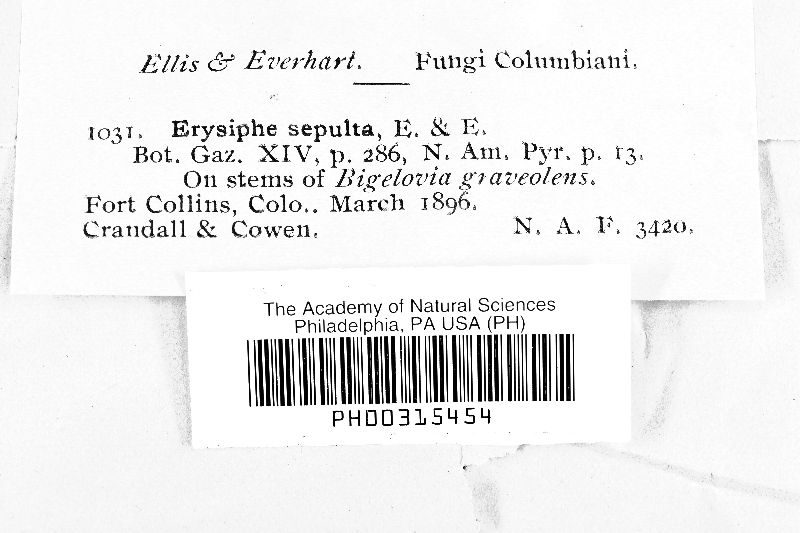 Ellis & Everhart. Fungi Columbiani.
1031. Erysiphe sepulta, E. & E.
Bot. Gaz. XIV, p. 286, N. Am. Pyr. p. 13.
On stems of Bigelovia graveolens.
Fort Collins, Colo.. March 1896.
Crandall & Cowen. N. A. F. 3420.
The Academy of Natural Sciences
Philadelphia, PA USA (PH)
PH00315454